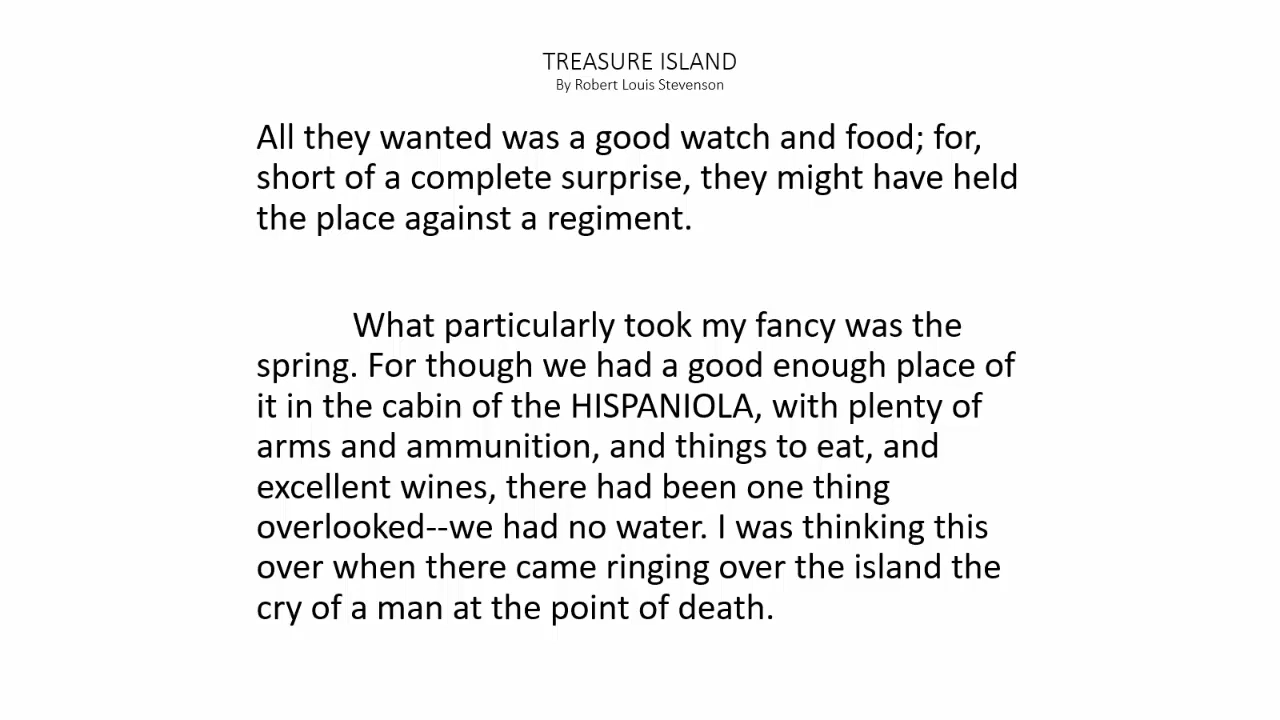 TREASURE ISLAND
By Robert Louis Stevenson
All they wanted was a good watch and food; for,
short of a complete surprise, they might have held
the place against a regiment.
What particularly took my fancy was the
spring. For though we had a good enough place of
it in the cabin of the HISPANIOLA, with plenty of
arms and ammunition, and things to eat, and
excellent wines, there had been one thing
overlooked--we had no water. I was thinking this
over when there came ringing over the island the
cry of a man at the point of death.